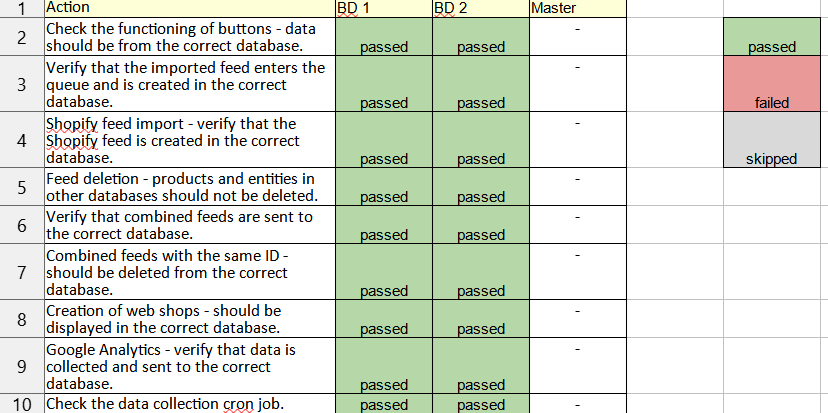 1 Action BD 1 BD 2 Master
2 Check the functioning of buttons - data
should be from the correct database. passed passed - passed
3 Verify that the imported feed enters the
queue and is created in the correct
database. passed passed - failed
4 Shopify feed import - verify that the
Shopify feed is created in the correct
database. passed passed - skipped
5 Feed deletion - products and entities in
other databases should not be deleted. passed passed -
6 Verify that combined feeds are sent to
the correct database. passed passed -
7 Combined feeds with the same ID -
should be deleted from the correct
database. passed passed -
8 Creation of web shops - should be
displayed in the correct database. passed passed -
9 Google Analytics - verify that data is
collected and sent to the correct
database. passed passed -
10 Check the data collection cron job. passed passed -